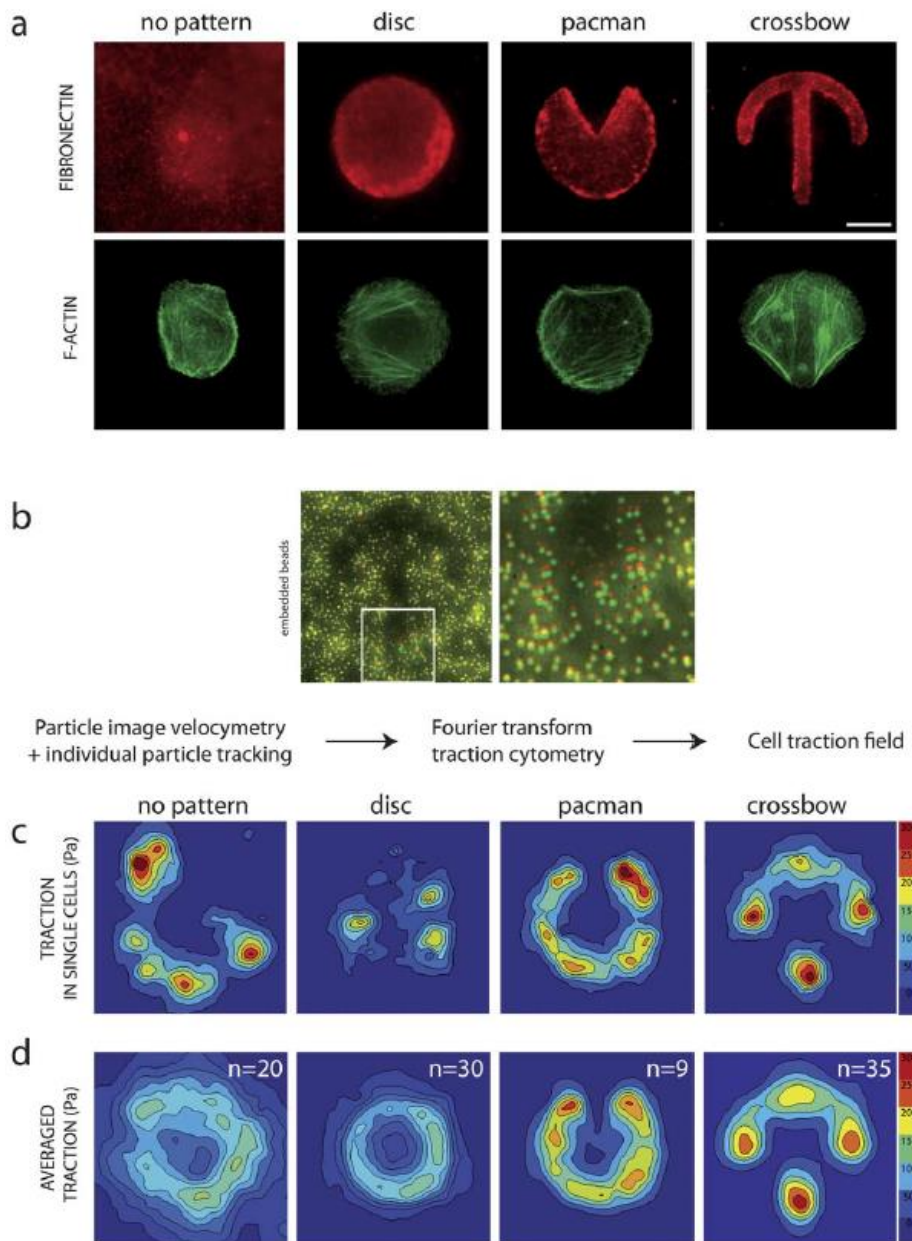 a
no pattern disc pacman crossbow
FIBRONECTIN
F-ACTIN
b
embedded beads
Particle image velocymetry
+ individual particle tracking
Fourier transform
traction cytometry
Cell traction field
no pattern disc pacman crossbow
c
TRACTION
IN SINGLE CELLS (Pa)
d
AVERAGED
TRACTION (Pa)
n=20 n=30 n=9 n=35